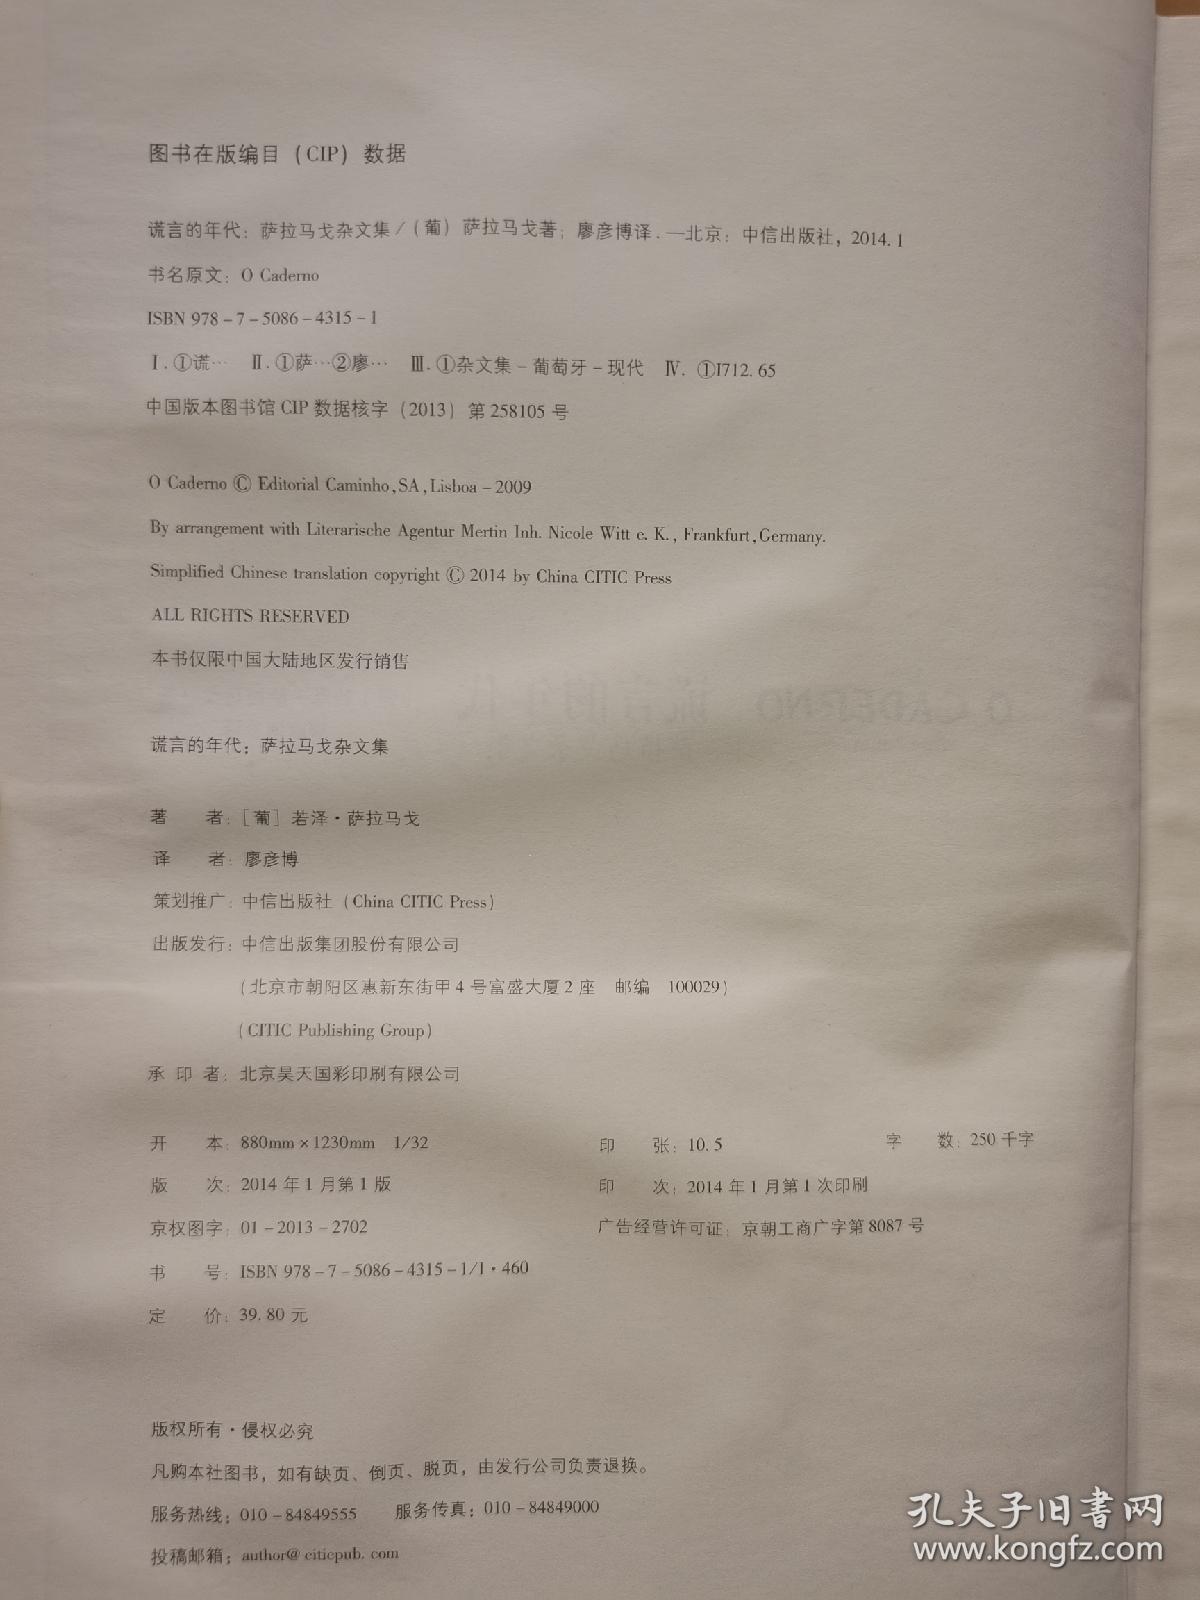 图书在版编目（CIP）数据
谎言的年代：萨拉马戈杂文集/（葡）萨拉马戈著；廖彦博译.—北京：中信出版社，2014.1
书名原文：O Caderno
ISBN 978-7-5086-4315-1
Ⅰ.①谎… Ⅱ.①萨…②廖… Ⅲ.①杂文集-葡萄牙-现代 Ⅳ.①I712.65
中国版本图书馆CIP数据核字（2013）第258105号
O Caderno © Editorial Caminho,SA,Lisboa-2009
By arrangement with Literarische Agentur Mertin Inh. Nicole Witt e. K., Frankfurt,Germany.
Simplified Chinese translation copyright © 2014 by China CITIC Press
ALL RIGHTS RESERVED
本书仅限中国大陆地区发行销售
O CADERNO 谎言的年代
谎言的年代：萨拉马戈杂文集
著 者：[葡]若泽·萨拉马戈
译 者：廖彦博
策划推广：中信出版社（China CITIC Press）
出版发行：中信出版集团股份有限公司
（北京市朝阳区惠新东街甲4号富盛大厦2座 邮编 100029）
（CITIC Publishing Group）
承印者：北京昊天国彩印刷有限公司
开 本：880mm×1230mm 1/32 印 张：10.5 字 数：250千字
版 次：2014年1月第1版 印 次：2014年1月第1次印刷
京权图字：01-2013-2702 广告经营许可证：京朝工商广字第8087号
书 号：ISBN 978-7-5086-4315-1/I·460
定 价：39.80元
版权所有·侵权必究
凡购本社图书，如有缺页、倒页、脱页，由发行公司负责退换。
服务热线：010-84849555 服务传真：010-84849000
投稿邮箱：author@citicpub.com
孔夫子旧书网
www.kongfz.com